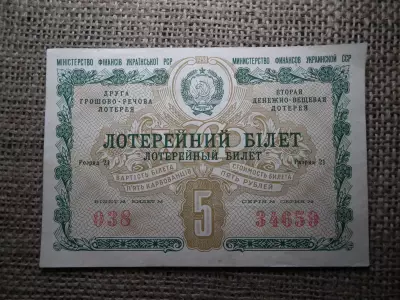 МІНІСТЕРСТВО ФІНАНСІВ УКРАЇНСЬКОЇ РСР МИНИСТЕРСТВО ФИНАНСОВ УКРАИНСКОЙ ССР
ДРУГА ГРОШОВО-РЕЧОВА ЛОТЕРЕЯ
ВТОРАЯ ДЕНЕЖНО-ВЕЩЕВАЯ ЛОТЕРЕЯ
ЛОТЕРЕЙНИЙ БІЛЕТ
ЛОТЕРЕЙНЫЙ БИЛЕТ
Розряд 21 Разряд 21
ВАРТІСТЬ БІЛЕТА СТОИМОСТЬ БИЛЕТА
П'ЯТЬ КАРБОВАНЦІВ ПЯТЬ РУБЛЕЙ
БІЛЕТ № БИЛЕТ № СЕРІЯ № СЕРИЯ №
038 5 34659